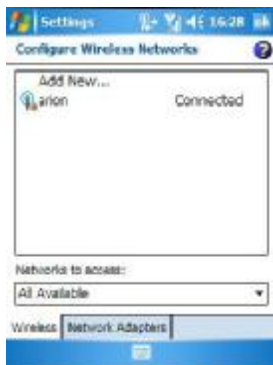 Settings 16:28
Configure Wireless Networks
Add New...
arion Connected
Networks to access:
All Available
Wireless Network Adapters